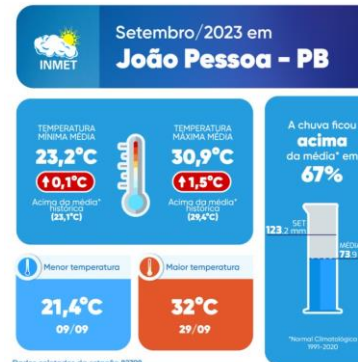 INMET
Setembro/2023 em
João Pessoa - PB
TEMPERATURA
MÍNIMA MÉDIA
23,2°C
0,1°C
Acima da média*
histórica
(23,1°C)
TEMPERATURA
MÁXIMA MÉDIA
30,9°C
1,5°C
Acima da média*
histórica
(29,4°C)
A chuva ficou
acima
da média* em
67%
SET
123.2 mm
MÉDIA
73.9
*Normal Climatológica
1991-2020
Menor temperatura
21,4°C
09/09
Maior temperatura
32°C
29/09